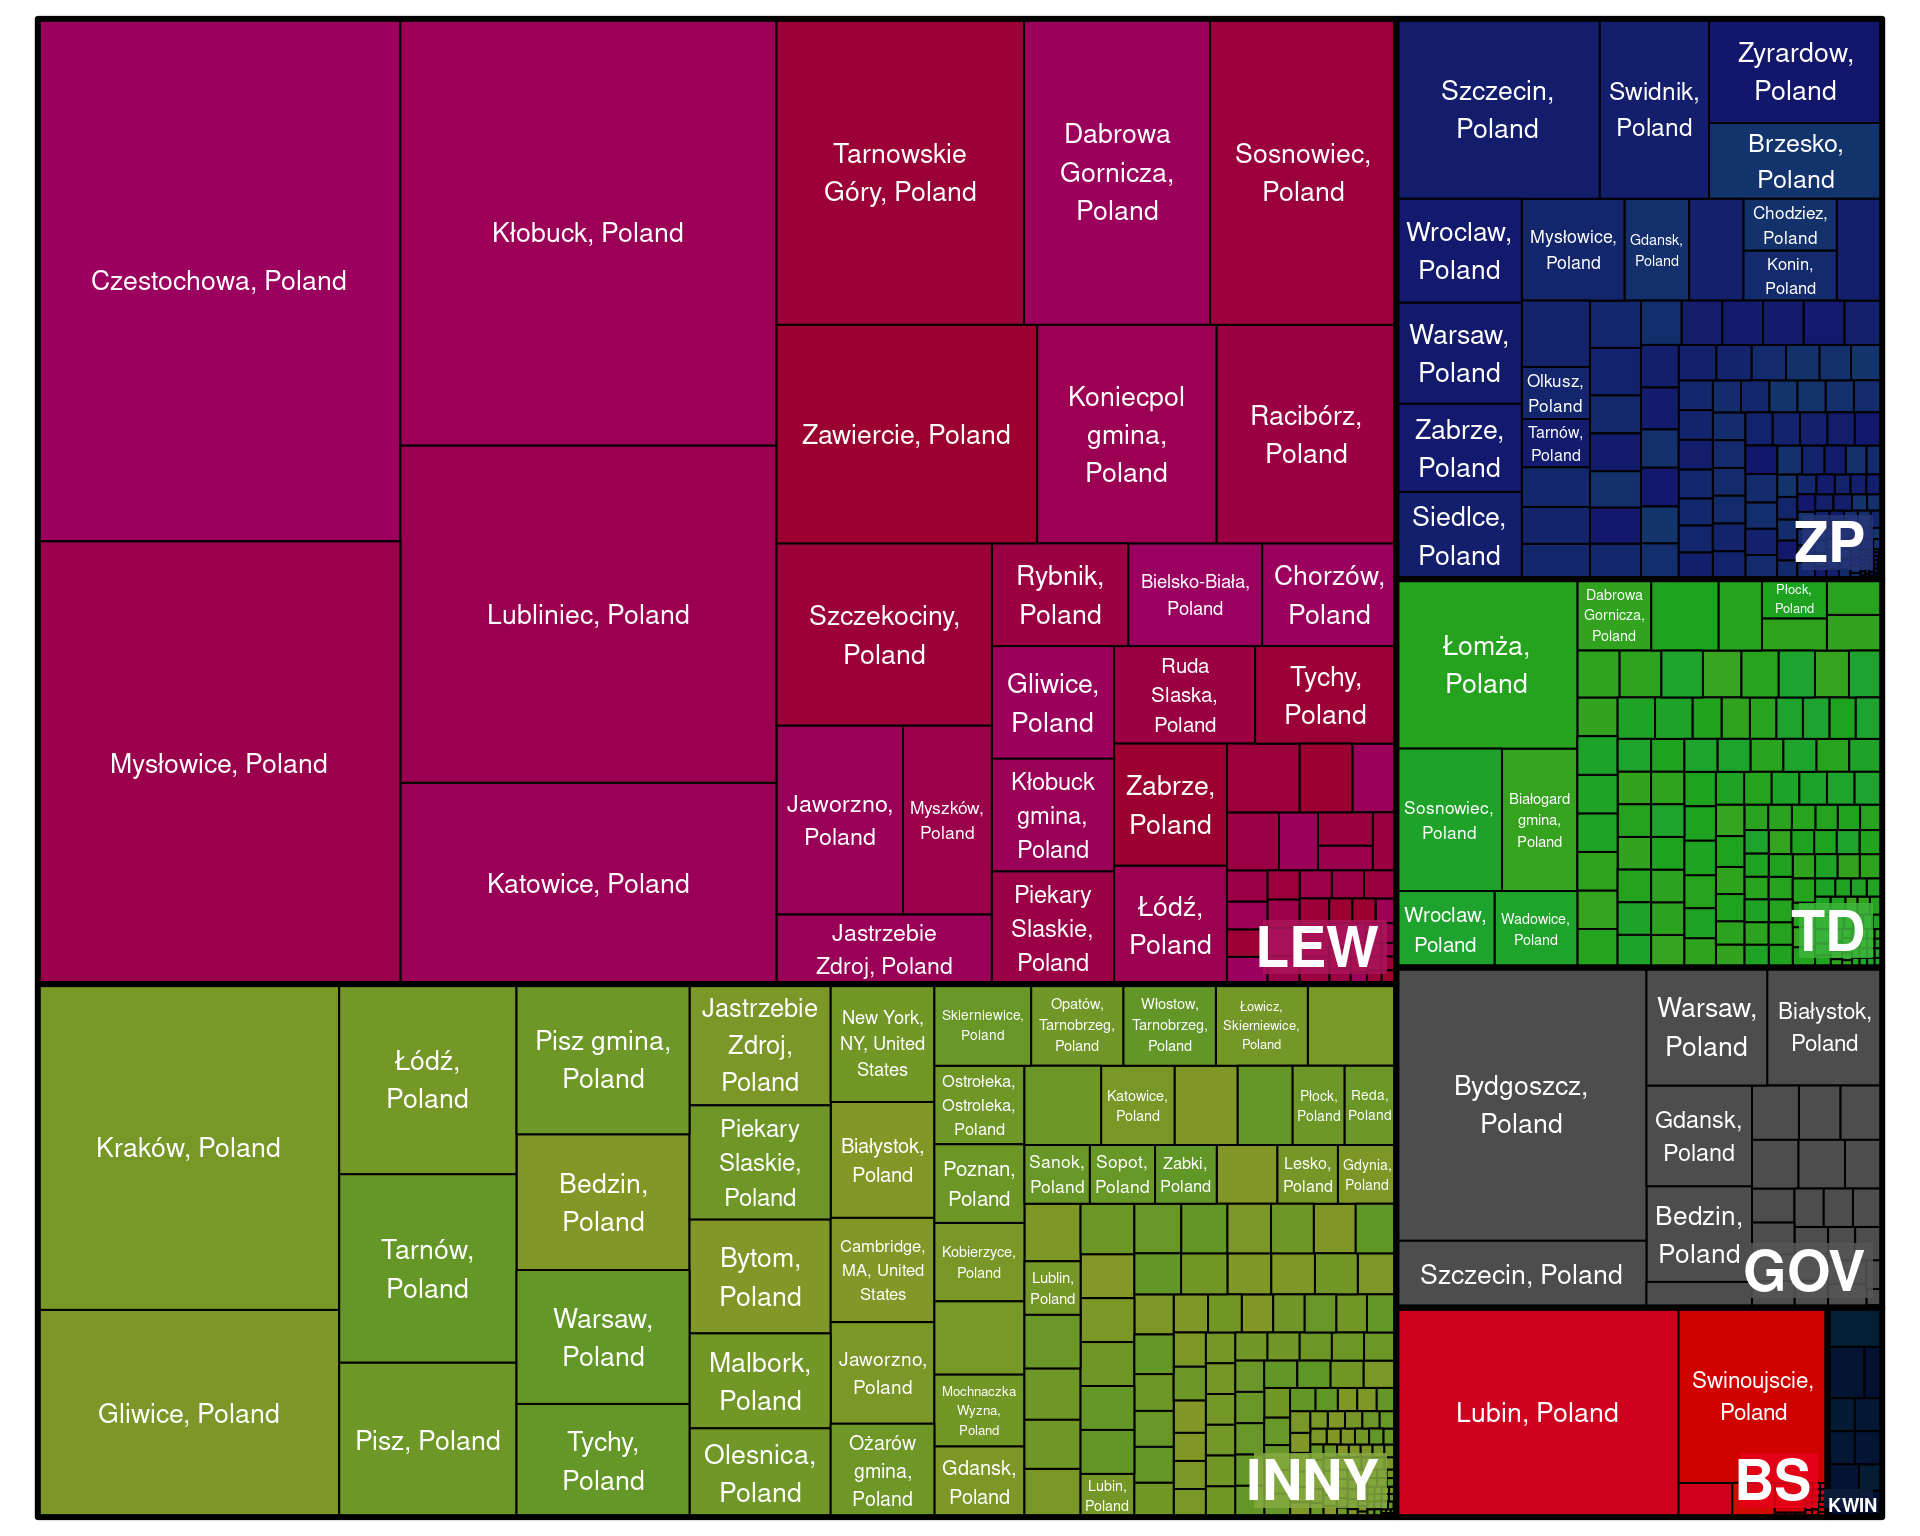 Czestochowa, Poland
Mysłowice, Poland
Kłobuck, Poland
Lubliniec, Poland
Katowice, Poland
Tarnowskie
Góry, Poland
Dabrowa
Gornicza,
Poland
Sosnowiec,
Poland
Zawiercie, Poland
Koniecpol
gmina,
Poland
Racibórz,
Poland
Szczekociny,
Poland
Rybnik,
Poland
Bielsko-Biała,
Poland
Chorzów,
Poland
Gliwice,
Poland
Ruda
Slaska,
Poland
Tychy,
Poland
Jaworzno,
Poland
Myszków,
Poland
Kłobuck
gmina,
Poland
Zabrze,
Poland
Jastrzebie
Zdroj, Poland
Piekary
Slaskie,
Poland
Łódź,
Poland
LEW
Szczecin,
Poland
Swidnik,
Poland
Zyrardow,
Poland
Brzesko,
Poland
Wroclaw,
Poland
Mysłowice,
Poland
Gdansk,
Poland
Chodziez,
Poland
Konin,
Poland
Warsaw,
Poland
Olkusz,
Poland
Zabrze,
Poland
Tarnów,
Poland
Siedlce,
Poland
ZP
Łomża,
Poland
Dabrowa
Gornicza,
Poland
Płock,
Poland
Sosnowiec,
Poland
Białogard
gmina,
Poland
Wroclaw,
Poland
Wadowice,
Poland
TD
Kraków, Poland
Gliwice, Poland
Łódź,
Poland
Tarnów,
Poland
Pisz, Poland
Pisz gmina,
Poland
Bedzin,
Poland
Warsaw,
Poland
Tychy,
Poland
Jastrzebie
Zdroj,
Poland
Piekary
Slaskie,
Poland
Bytom,
Poland
Malbork,
Poland
Olesnica,
Poland
New York,
NY, United
States
Białystok,
Poland
Cambridge,
MA, United
States
Jaworzno,
Poland
Ożarów
gmina,
Poland
Skierniewice,
Poland
Opatów,
Tarnobrzeg,
Poland
Włostow,
Tarnobrzeg,
Poland
Łowicz,
Skierniewice,
Poland
Ostrołeka,
Ostroleka,
Poland
Katowice,
Poland
Płock,
Poland
Reda,
Poland
Poznan,
Poland
Sanok,
Poland
Sopot,
Poland
Zabki,
Poland
Lesko,
Poland
Gdynia,
Poland
Kobierzyce,
Poland
Lublin,
Poland
Mochnaczka
Wyzna,
Poland
Gdansk,
Poland
Lubin,
Poland
INNY
Bydgoszcz,
Poland
Szczecin, Poland
Warsaw,
Poland
Białystok,
Poland
Gdansk,
Poland
Bedzin,
Poland
GOV
Lubin, Poland
Swinoujscie,
Poland
BS
KWIN